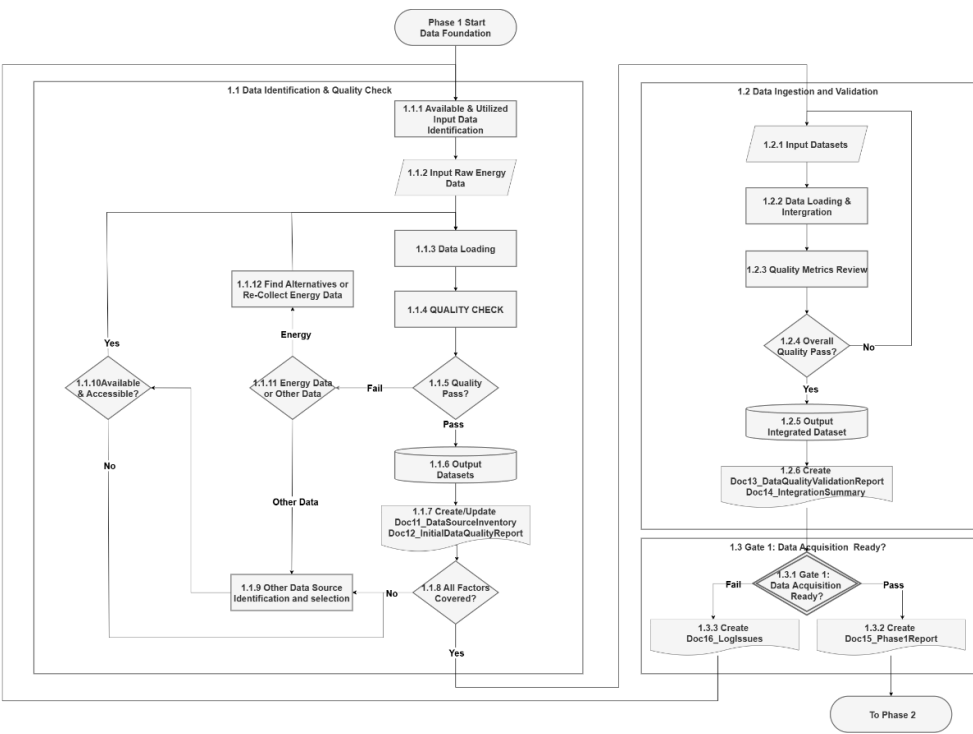 Phase 1 Start
Data Foundation
1.1 Data Identification & Quality Check
1.1.1 Available & Utilized
Input Data
Identification
1.1.2 Input Raw Energy
Data
1.1.3 Data Loading
1.1.12 Find Alternatives or
Re-Collect Energy Data
1.1.4 QUALITY CHECK
Energy
Yes
1.1.10Available
& Accessible?
1.1.11 Energy Data
or Other Data
Fail
1.1.5 Quality
Pass?
Pass
No
1.1.6 Output
Datasets
Other Data
1.1.7 Create/Update
Doc11_DataSourceInventory
Doc12_InitialDataQualityReport
1.1.9 Other Data Source
Identification and selection
No
1.1.8 All Factors
Covered?
Yes
1.2 Data Ingestion and Validation
1.2.1 Input Datasets
1.2.2 Data Loading &
Intergration
1.2.3 Quality Metrics Review
1.2.4 Overall
Quality Pass?
No
Yes
1.2.5 Output
Integrated Dataset
1.2.6 Create
Doc13_DataQualityValidationReport
Doc14_IntegrationSummary
1.3 Gate 1: Data Acquisition Ready?
1.3.1 Gate 1:
Data Acquisition
Ready?
Fail
Pass
1.3.3 Create
Doc16_LogIssues
1.3.2 Create
Doc15_Phase1Report
To Phase 2